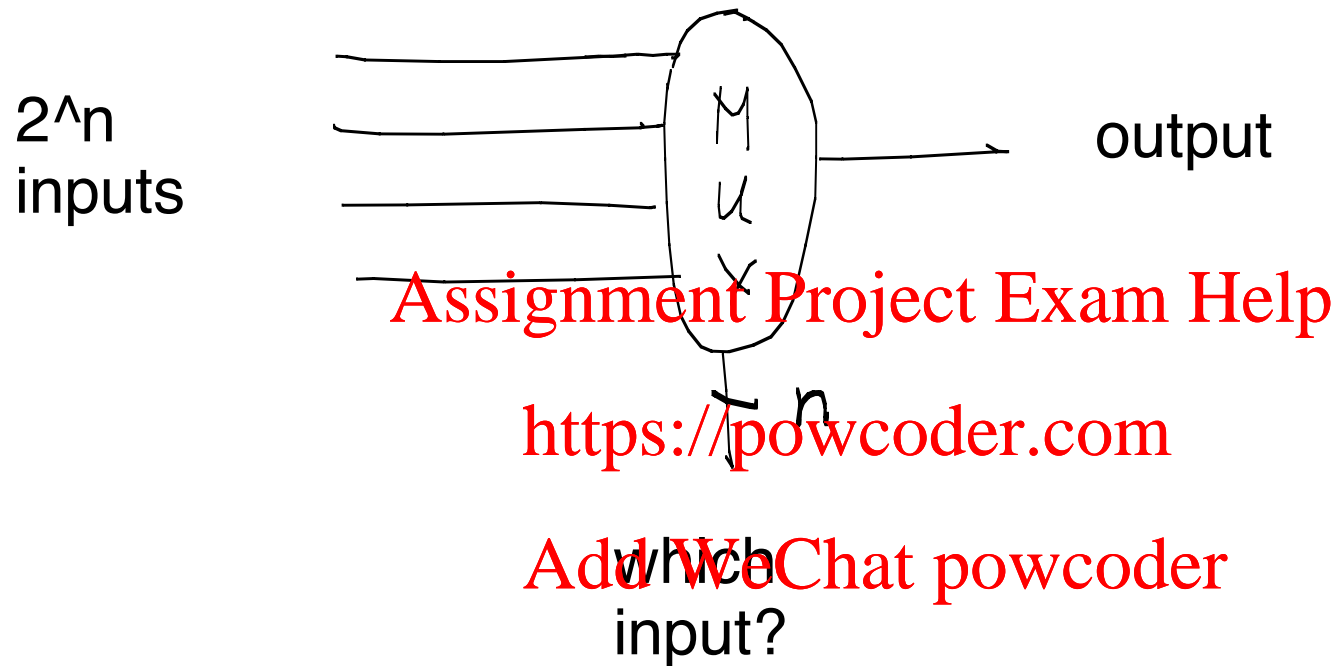 2^n
inputs
M
U
X
output
Assignment Project Exam Help
n
https://powcoder.com
Add WeChat powcoder
which
input?